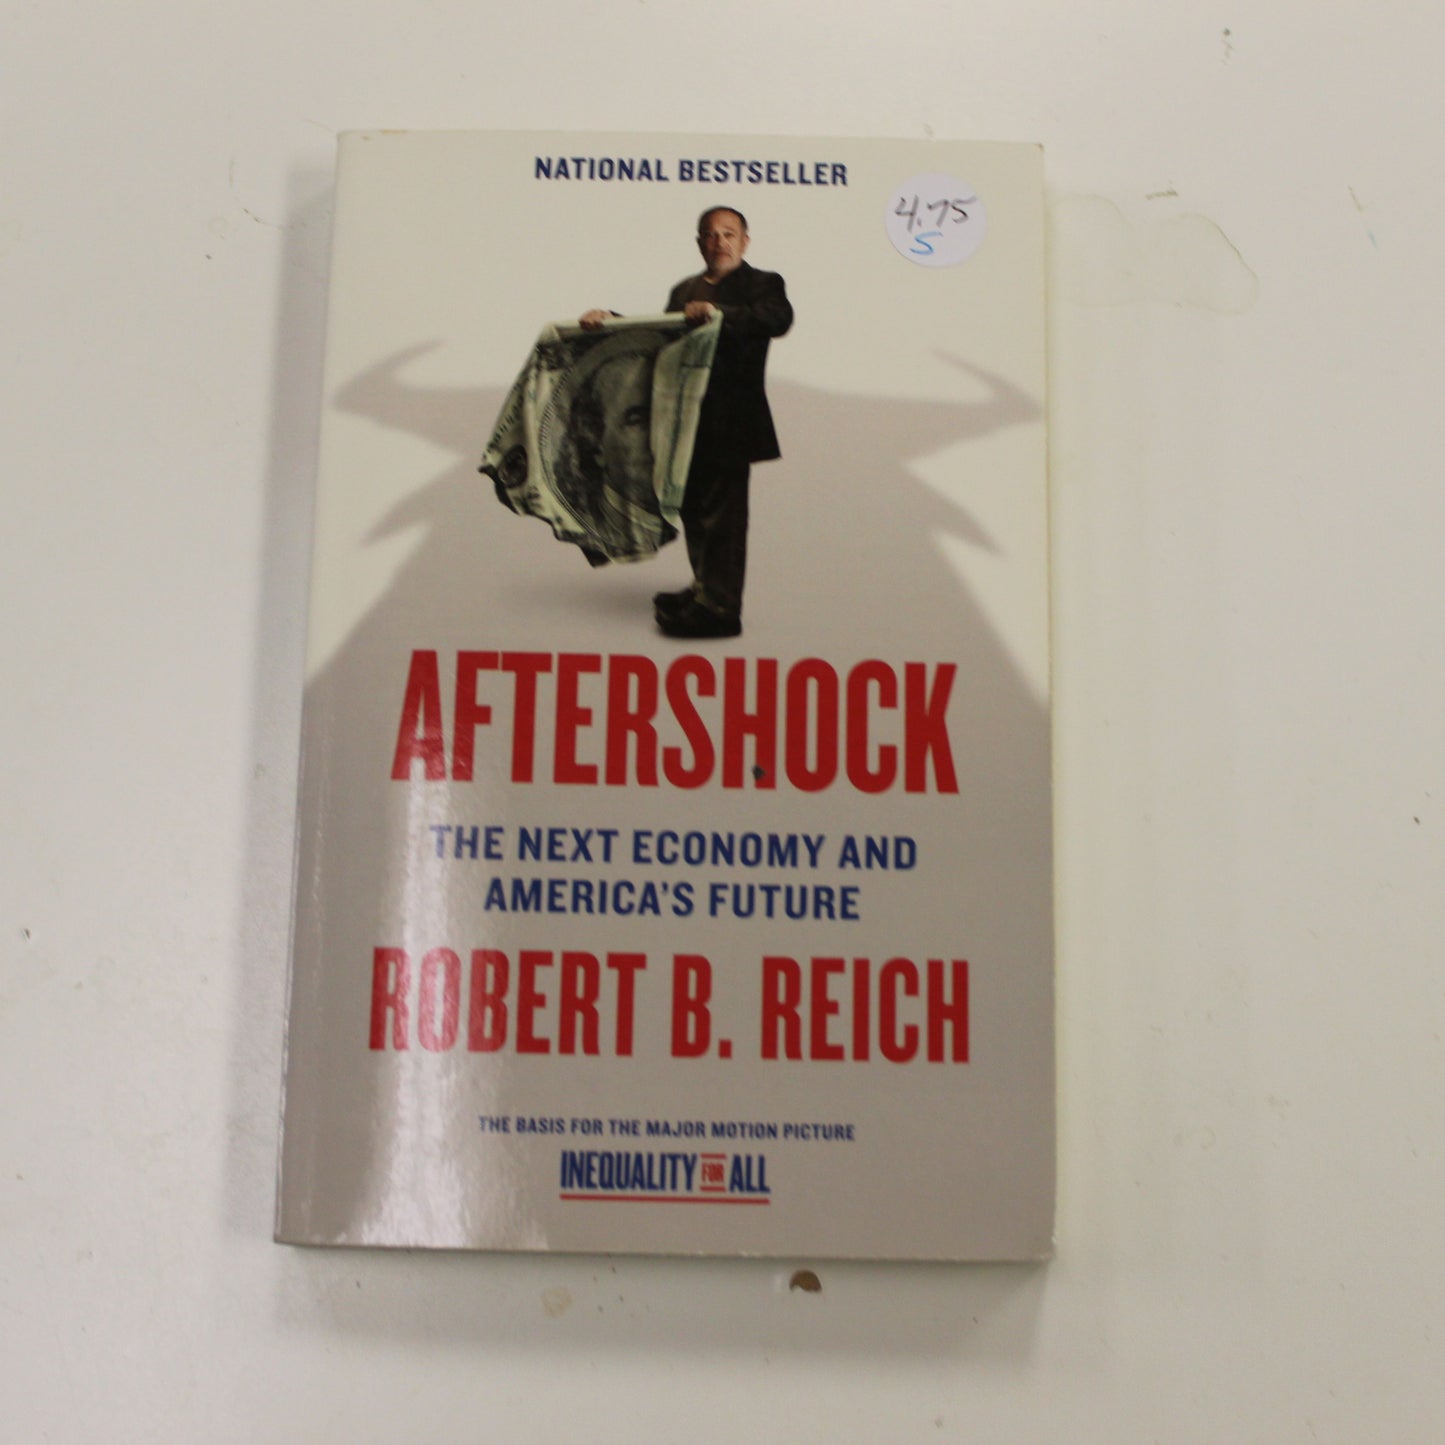 NATIONAL BESTSELLER
4.75
S
AFTERSHOCK
THE NEXT ECONOMY AND
AMERICA'S FUTURE
ROBERT B. REICH
THE BASIS FOR THE MAJOR MOTION PICTURE
INEQUALITY FOR ALL